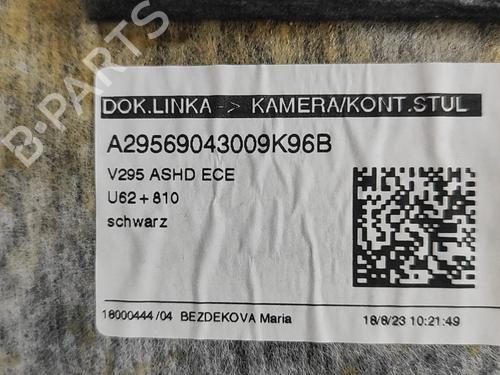 DOK.LINKA -> KAMERA/KONT.STUL
A29569043009K96B
V295 ASHD ECE
U62+810
schwarz
18000444/04 BEZDEKOVA Maria
18/8/23 10:21:49
B-PARTS